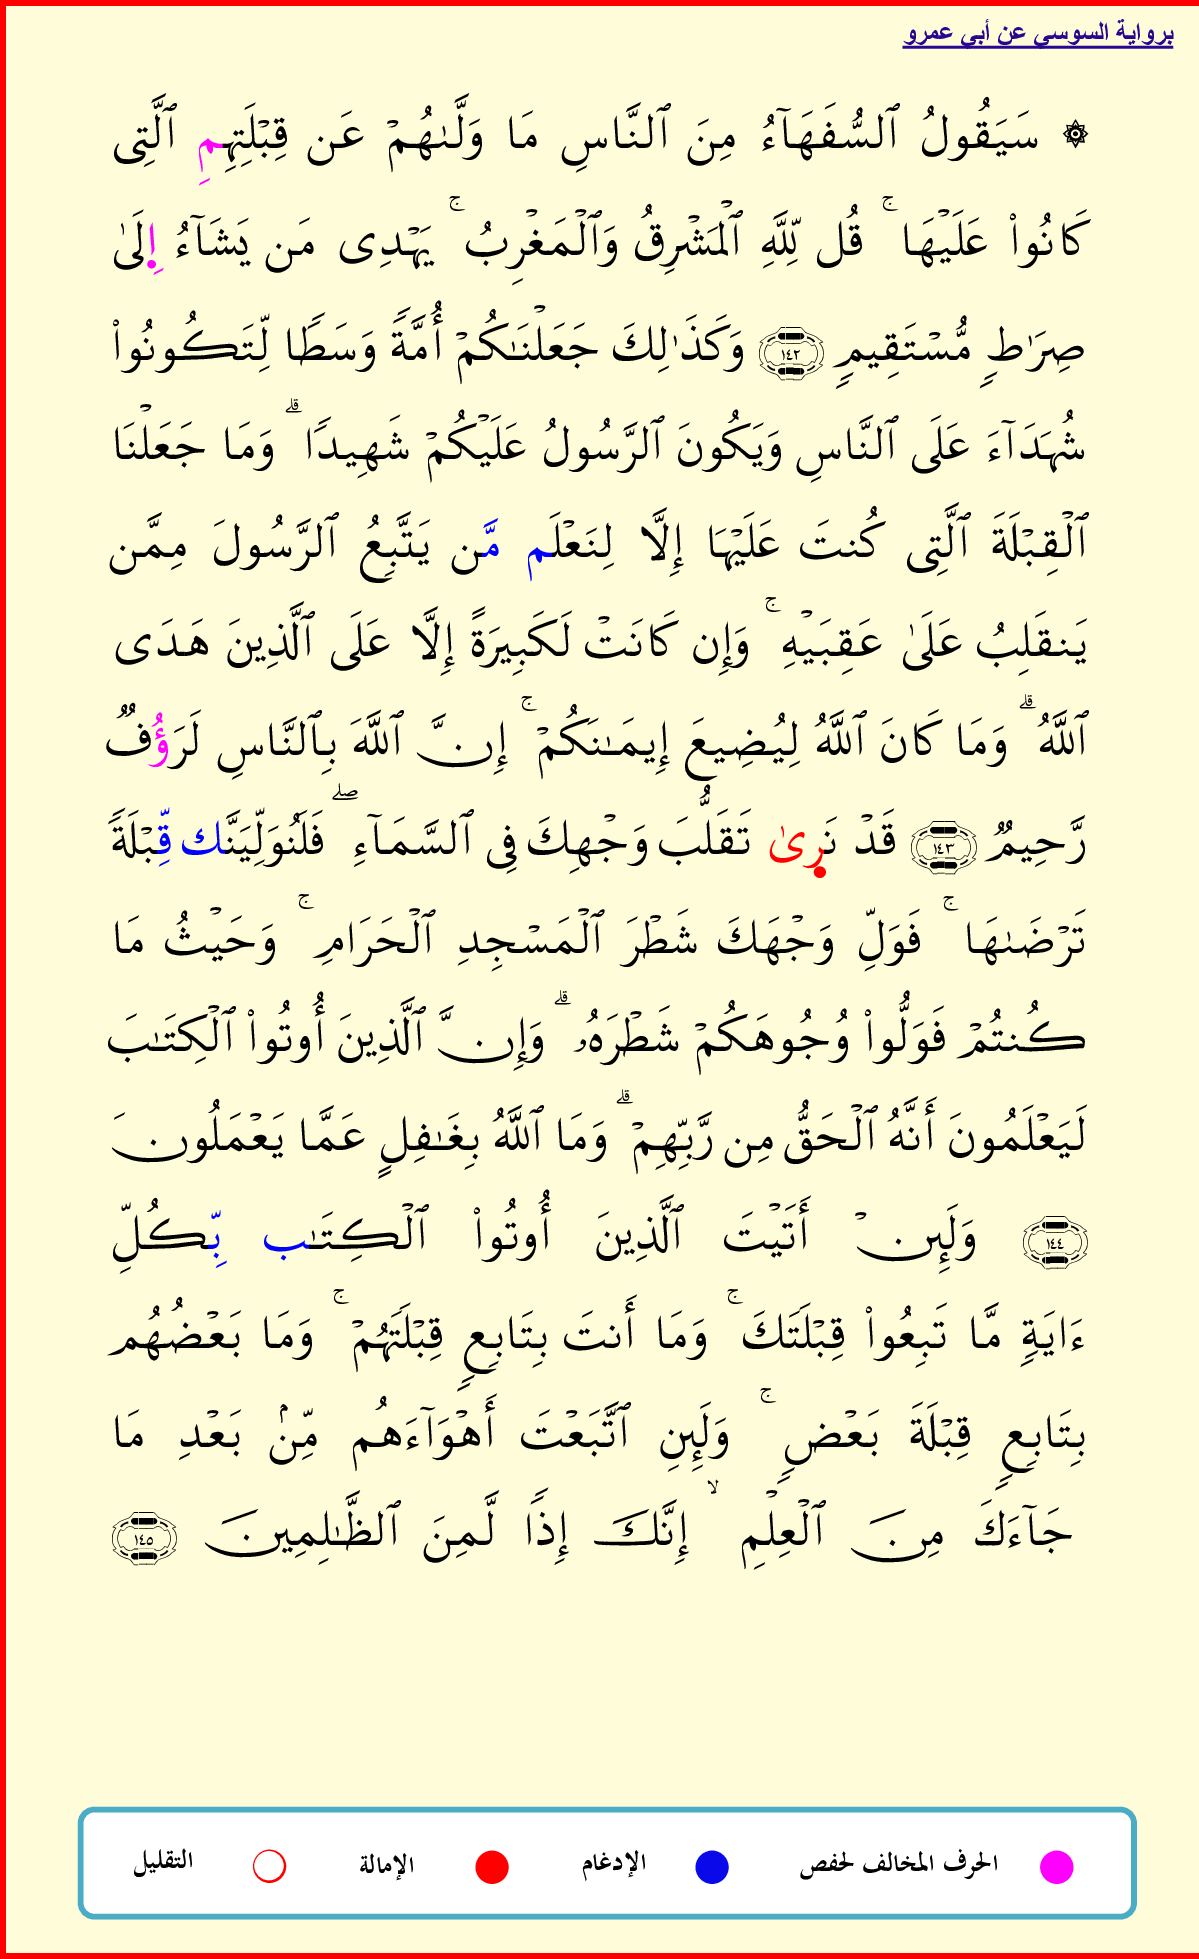 برواية السوسي عن أبي عمرو
۞ سَيَقُولُ ٱلسُّفَهَآءُ مِنَ ٱلنَّاسِ مَا وَلَّىٰهُمْ عَن قِبْلَتِهِمِ ٱلَّتِى
كَانُوا۟ عَلَيْهَا ۚ قُل لِّلَّهِ ٱلْمَشْرِقُ وَٱلْمَغْرِبُ ۚ يَهْدِى مَن يَشَآءُ إِلَىٰ
صِرَٰطٍ مُّسْتَقِيمٍ ١٤٢ وَكَذَٰلِكَ جَعَلْنَـٰكُمْ أُمَّةً وَسَطًا لِّتَكُونُوا۟
شُهَدَآءَ عَلَى ٱلنَّاسِ وَيَكُونَ ٱلرَّسُولُ عَلَيْكُمْ شَهِيدًا ۗ وَمَا جَعَلْنَا
ٱلْقِبْلَةَ ٱلَّتِى كُنتَ عَلَيْهَا إِلَّا لِنَعْلَم مَّن يَتَّبِعُ ٱلرَّسُولَ مِمَّن
يَنقَلِبُ عَلَىٰ عَقِبَيْهِ ۚ وَإِن كَانَتْ لَكَبِيرَةً إِلَّا عَلَى ٱلَّذِينَ هَدَى
ٱللَّهُ ۗ وَمَا كَانَ ٱللَّهُ لِيُضِيعَ إِيمَـٰنَكُمْ ۚ إِنَّ ٱللَّهَ بِٱلنَّاسِ لَرَؤُفٌ
رَّحِيمٌ ١٤٣ قَدْ نَرِىٰ تَقَلُّبَ وَجْهِكَ فِى ٱلسَّمَآءِ ۖ فَلَنُوَلِّيَنَّك قِّبْلَةً
تَرْضَىٰهَا ۚ فَوَلِّ وَجْهَكَ شَطْرَ ٱلْمَسْجِدِ ٱلْحَرَامِ ۚ وَحَيْثُ مَا
كُنتُمْ فَوَلُّوا۟ وُجُوهَكُمْ شَطْرَهُۥ ۗ وَإِنَّ ٱلَّذِينَ أُوتُوا۟ ٱلْكِتَـٰبَ
لَيَعْلَمُونَ أَنَّهُ ٱلْحَقُّ مِن رَّبِّهِمْ ۗ وَمَا ٱللَّهُ بِغَـٰفِلٍ عَمَّا يَعْمَلُونَ
١٤٤ وَلَئِنْ أَتَيْتَ ٱلَّذِينَ أُوتُوا۟ ٱلْكِتَـٰب بِّكُلِّ
ءَايَةٍ مَّا تَبِعُوا۟ قِبْلَتَكَ ۚ وَمَا أَنتَ بِتَابِعٍ قِبْلَتَهُمْ ۚ وَمَا بَعْضُهُم
بِتَابِعٍ قِبْلَةَ بَعْضٍ ۚ وَلَئِنِ ٱتَّبَعْتَ أَهْوَآءَهُم مِّنۢ بَعْدِ مَا
جَآءَكَ مِنَ ٱلْعِلْمِ ۙ إِنَّكَ إِذًا لَّمِنَ ٱلظَّـٰلِمِينَ ١٤٥
الحرف المخالف لحفص الإدغام الإمالة التقليل